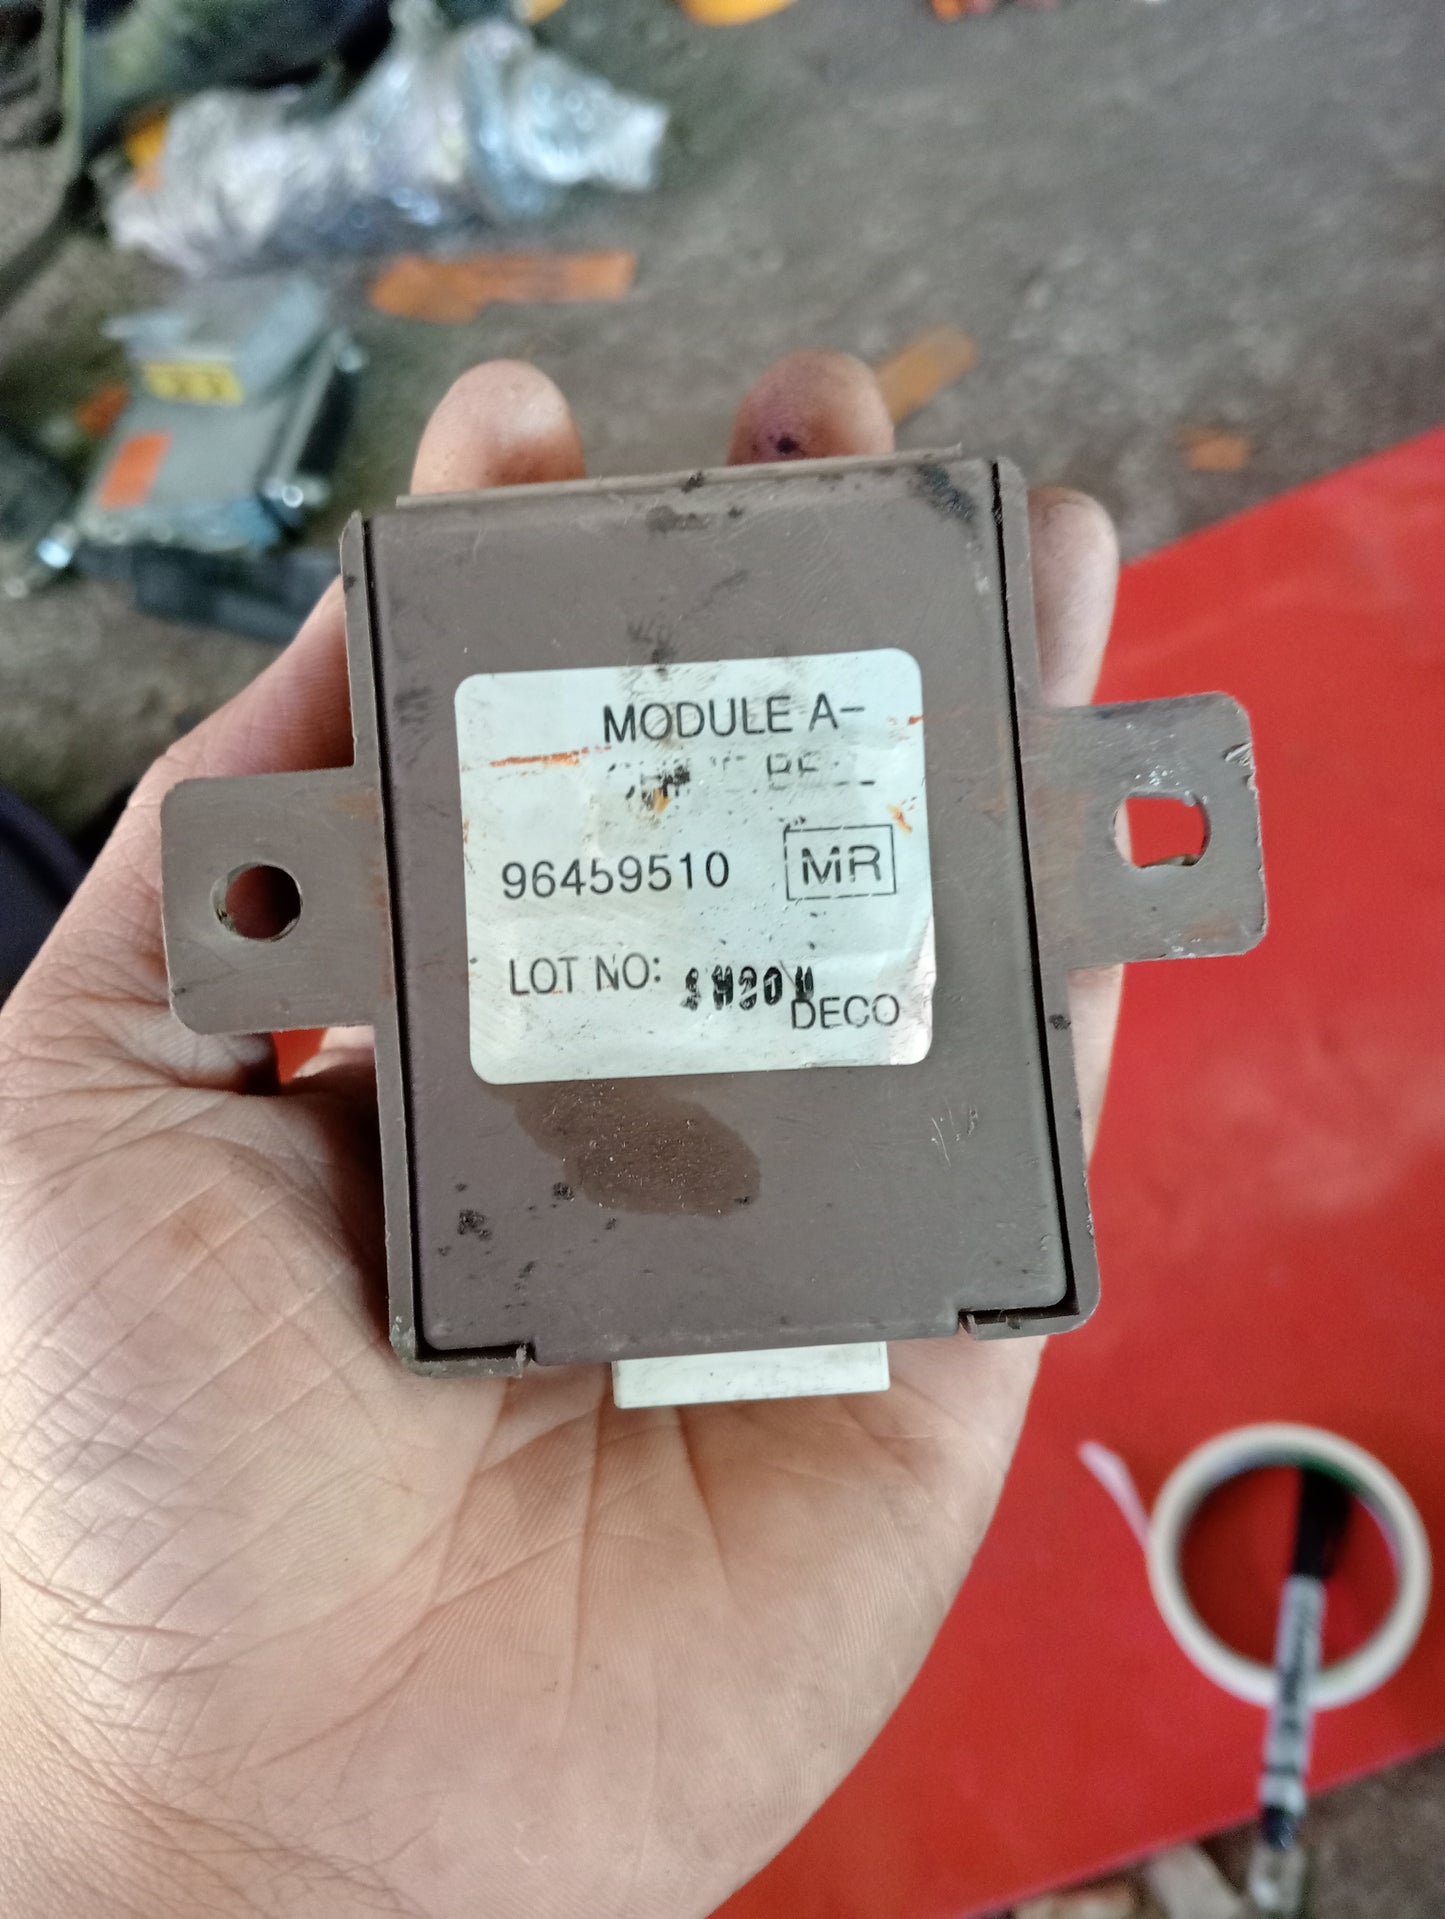 MODULE A-
96459510 MR
LOT NO:
DECO